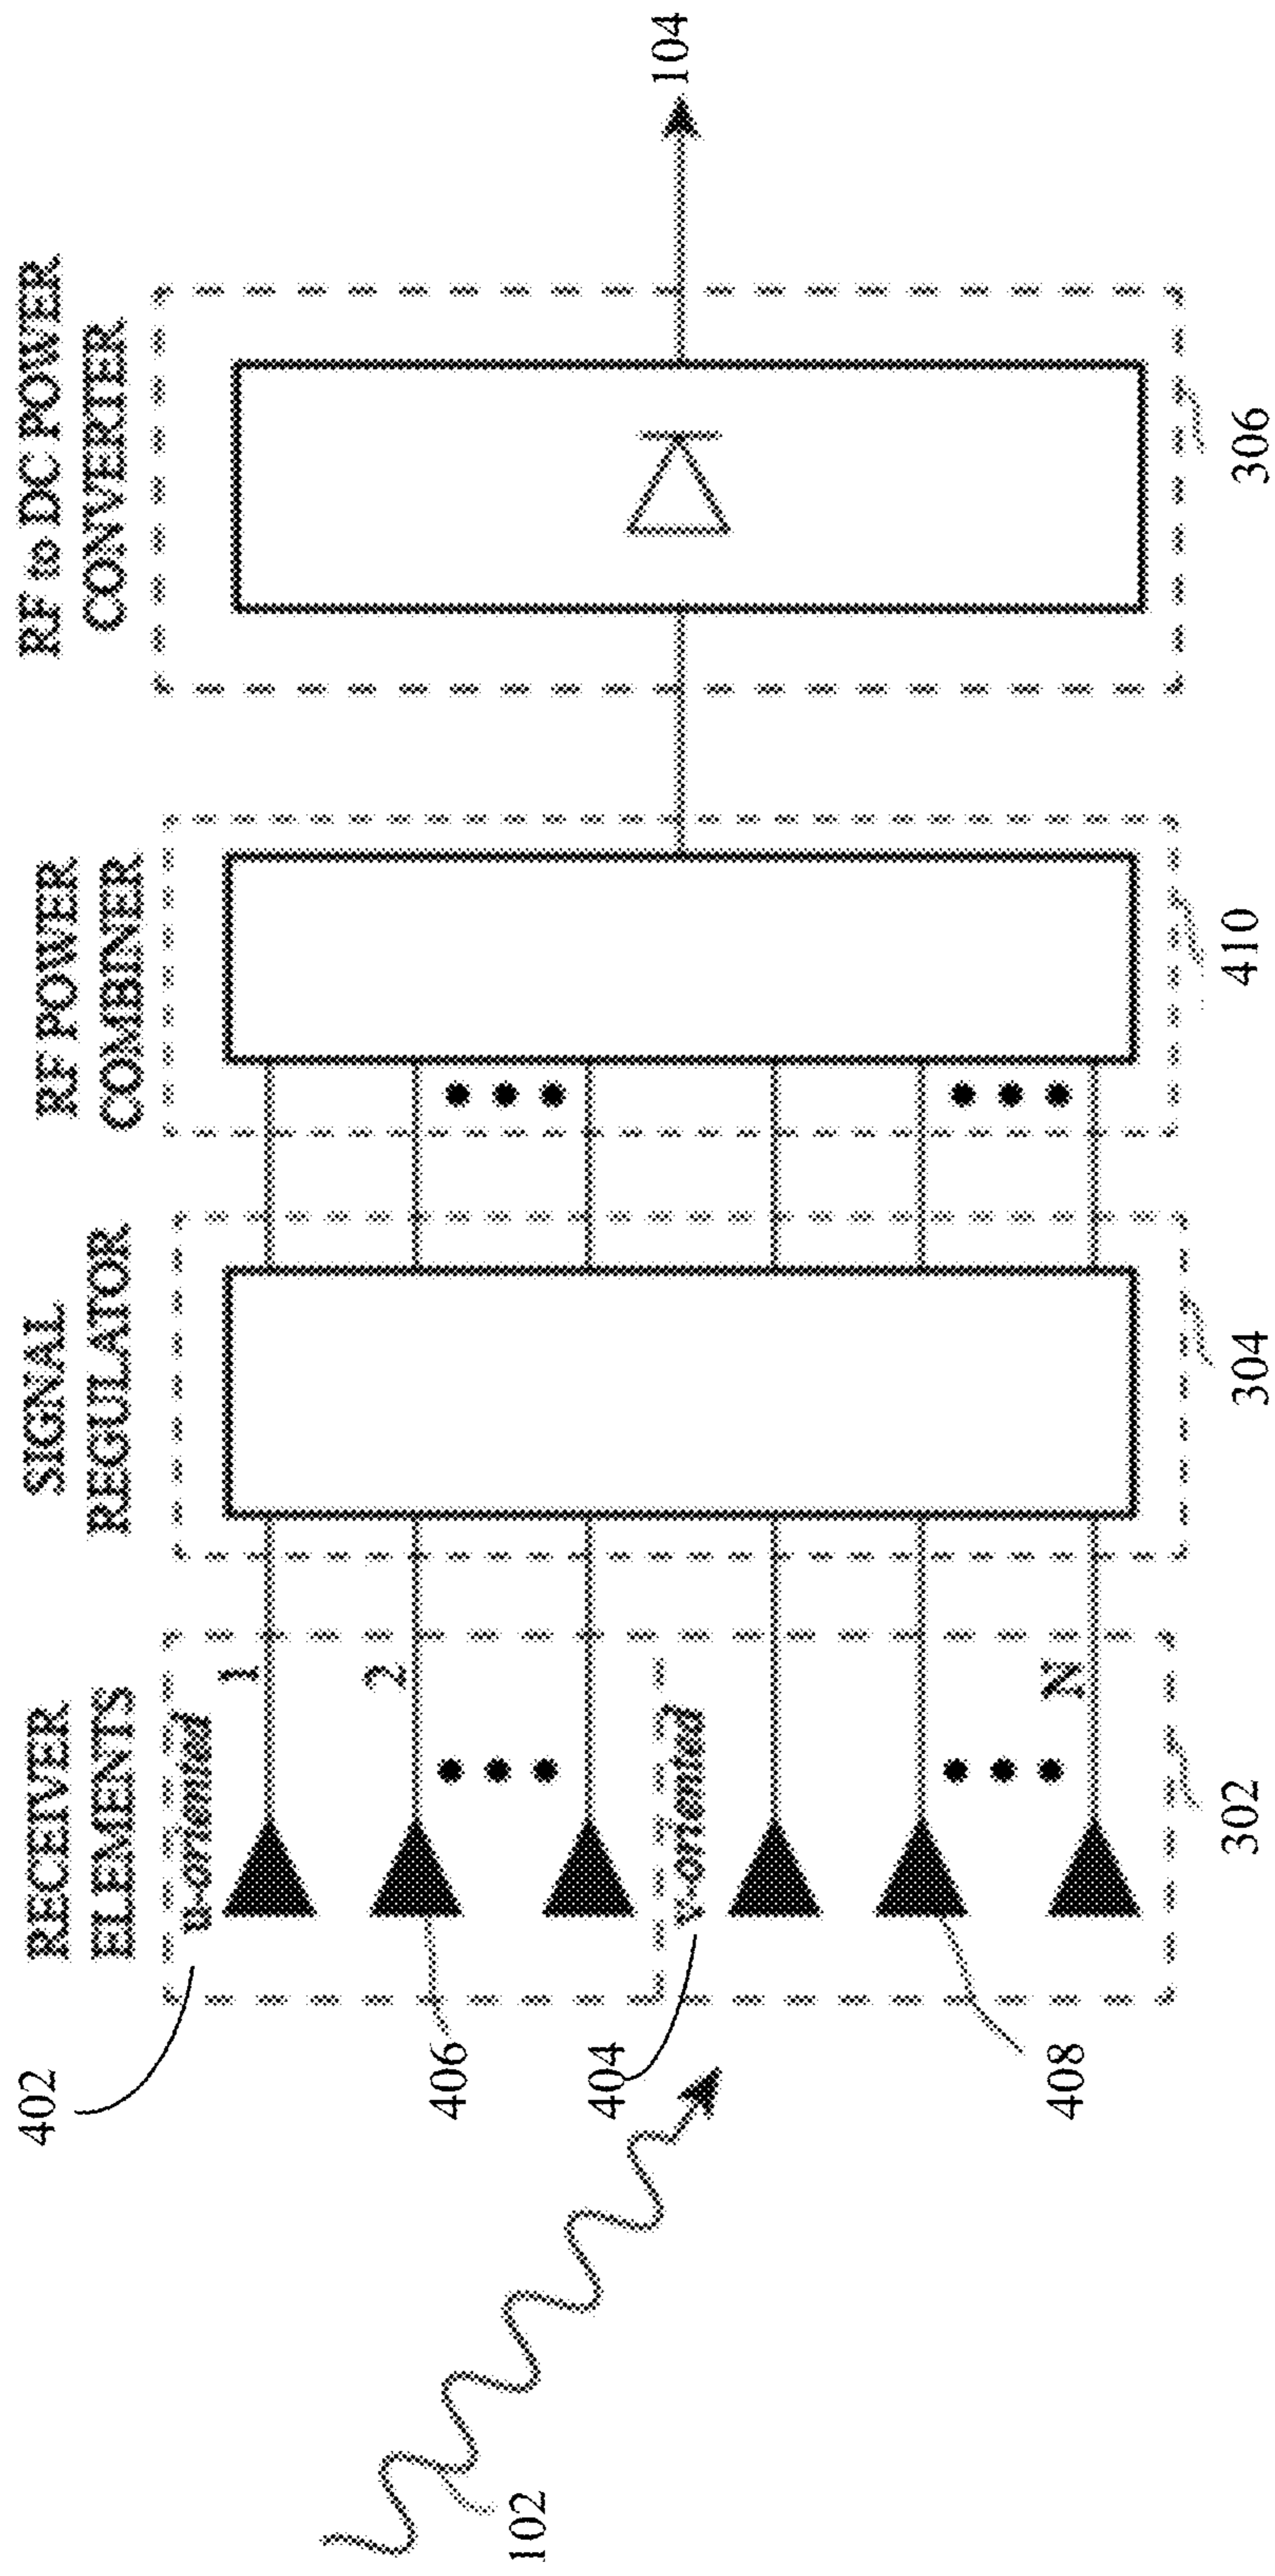 RECEIVER
ELEMENTS
SIGNAL
REGULATOR
RF POWER
COMBINER
RF to DC POWER
CONVERTER
402
u-oriented
1
2
406
404
v-oriented
N
408
102
302
304
410
306
104